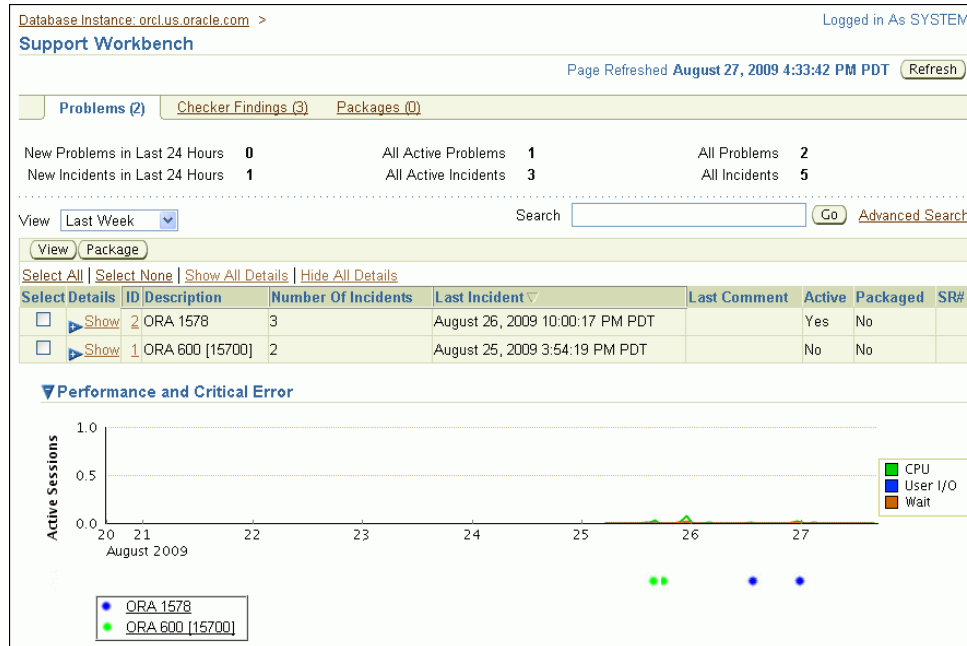 Database Instance: orcl.us.oracle.com >
Logged in As SYSTEM
Support Workbench
Page Refreshed August 27, 2009 4:33:42 PM PDT Refresh
Problems (2) Checker Findings (3) Packages (0)
New Problems in Last 24 Hours 0 All Active Problems 1 All Problems 2
New Incidents in Last 24 Hours 1 All Active Incidents 3 All Incidents 5
View Last Week Search Go Advanced Search
View Package
Select All | Select None | Show All Details | Hide All Details
Select Details ID Description Number Of Incidents Last Incident Last Comment Active Packaged SR#
Show 2 ORA 1578 3 August 26, 2009 10:00:17 PM PDT Yes No
Show 1 ORA 600 [15700] 2 August 25, 2009 3:54:19 PM PDT No No
Performance and Critical Error
Active Sessions
1.0
0.5
0.0
20 21 22 23 24 25 26 27
August 2009
CPU
User I/O
Wait
ORA 1578
ORA 600 [15700]